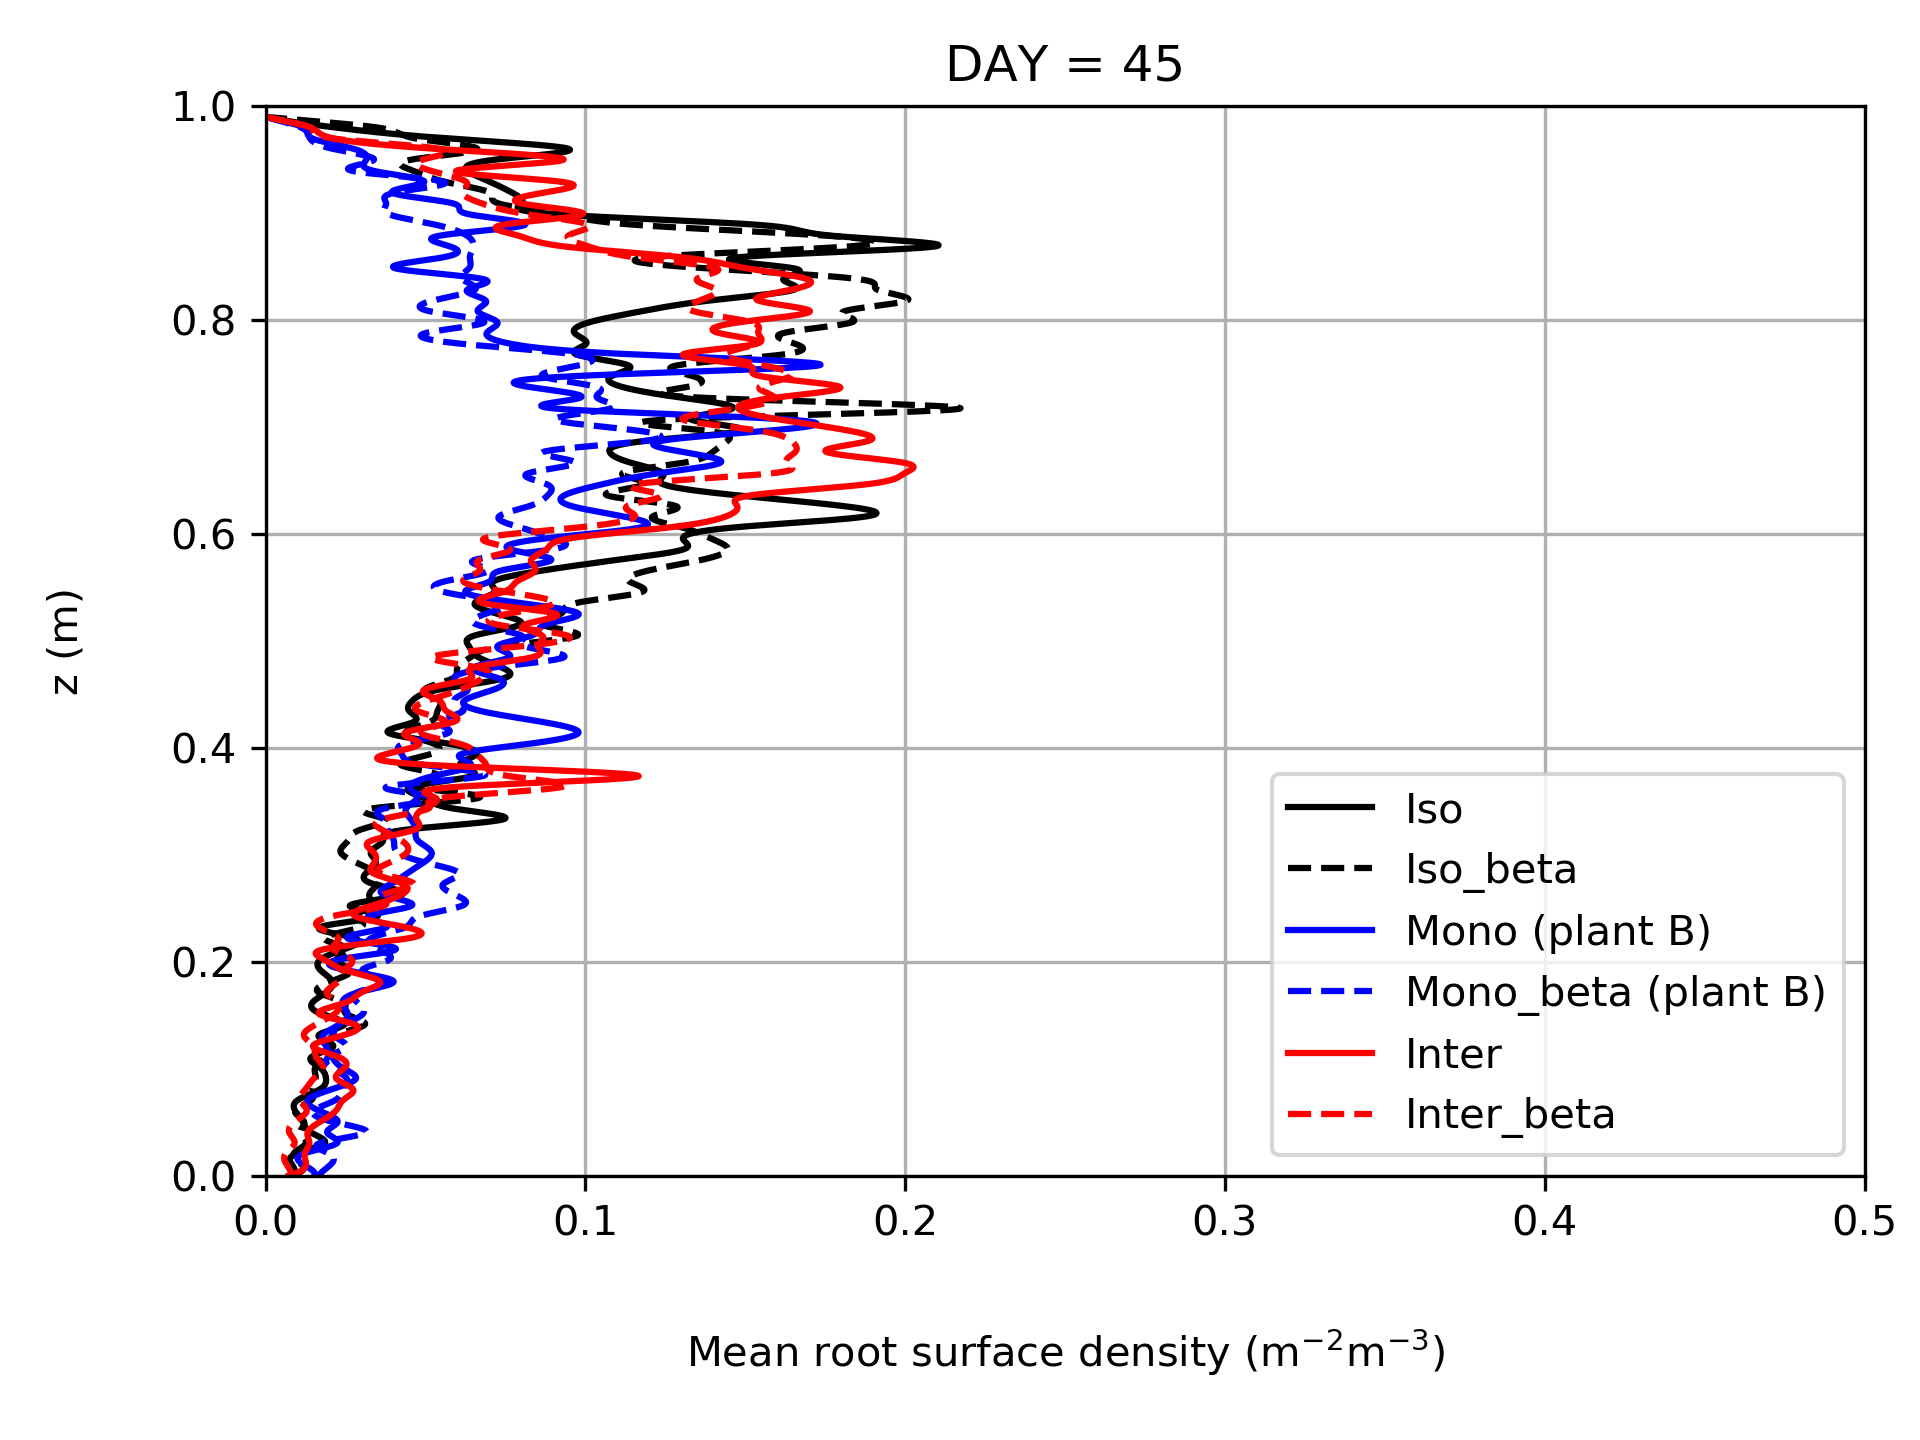 DAY = 45
1.0
0.8
0.6
0.4
0.2
0.0
z (m)
0.0 0.1 0.2 0.3 0.4 0.5
Iso
Iso_beta
Mono (plant B)
Mono_beta (plant B)
Inter
Inter_beta
Mean root surface density (m⁻²m⁻³)